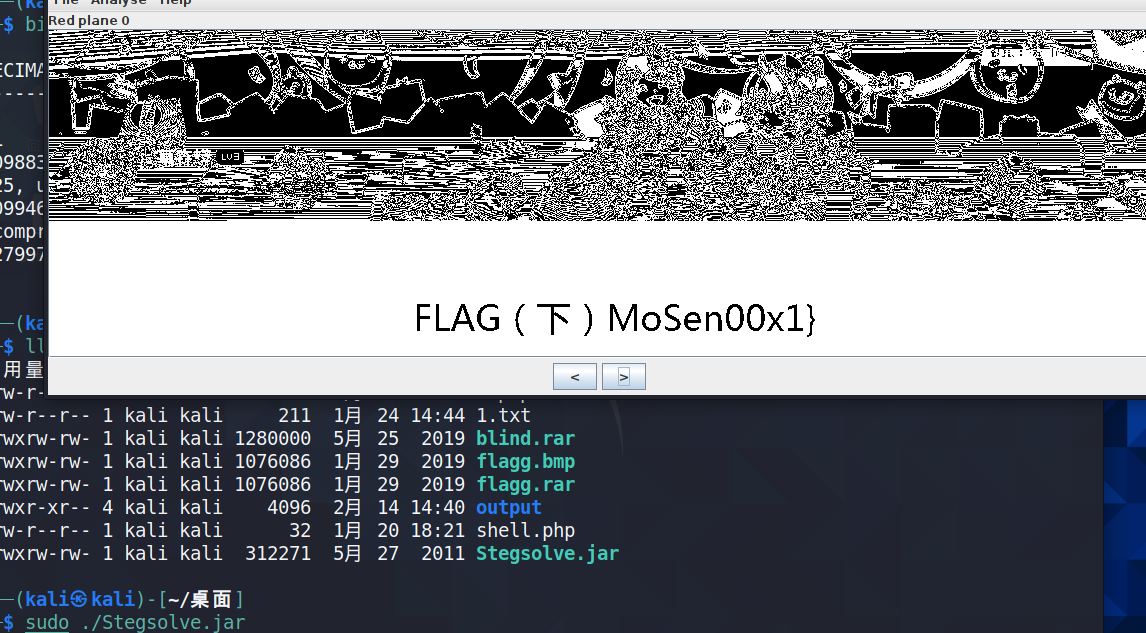 File Analyse Help
Red plane 0
LV3
FLAG（下）MoSen00x1}
< >
(ka
$ bi
ECIMA
-----
09883
25, u
09946
compr
27997
(ka
$ ll
用量
rw-r-
rw-r--r-- 1 kali kali 211 1月 24 14:44 1.txt
rwxrw-rw- 1 kali kali 1280000 5月 25 2019 blind.rar
rwxrw-rw- 1 kali kali 1076086 1月 29 2019 flagg.bmp
rwxrw-rw- 1 kali kali 1076086 1月 29 2019 flagg.rar
rwxr-xr-- 4 kali kali 4096 2月 14 14:40 output
rw-r--r-- 1 kali kali 32 1月 20 18:21 shell.php
rwxrw-rw- 1 kali kali 312271 5月 27 2011 Stegsolve.jar
(kali㉿kali)-[~/桌面]
$ sudo ./Stegsolve.jar